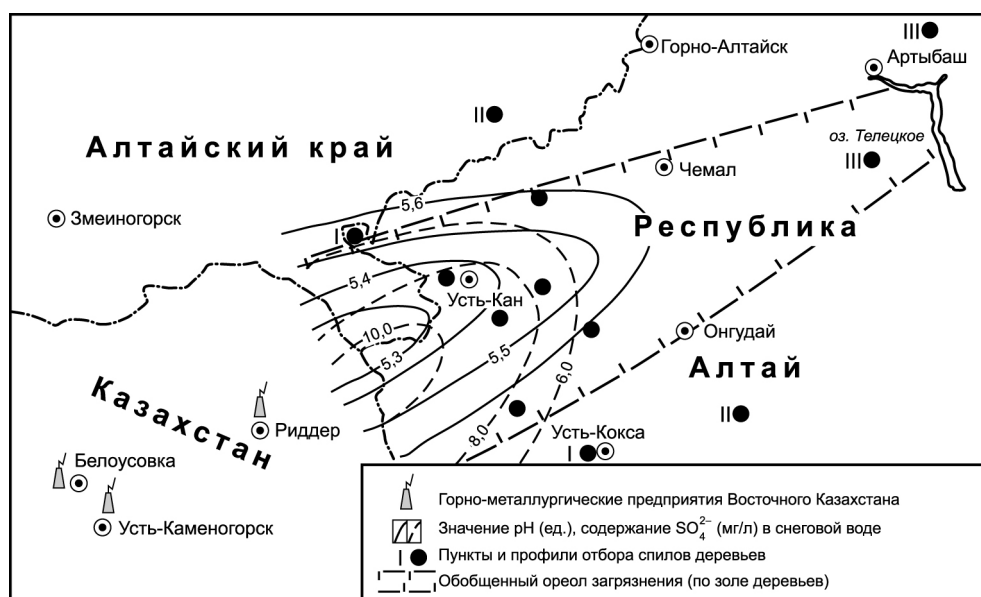 Горно-Алтайск
III
Артыбаш
II
Алтайский край
оз. Телецкое
III
Чемал
Змеиногорск
5,6
Республика
I
5,4
Усть-Кан
10,0
5,3
5,5
6,0
Онгудай
Алтай
Казахстан
Риддер
8,0
II
Усть-Кокса
I
Белоусовка
Усть-Каменогорск
Горно-металлургические предприятия Восточного Казахстана
Значение pH (ед.), содержание SO₄²⁻ (мг/л) в снеговой воде
I Пункты и профили отбора спилов деревьев
Обобщенный ореол загрязнения (по золе деревьев)